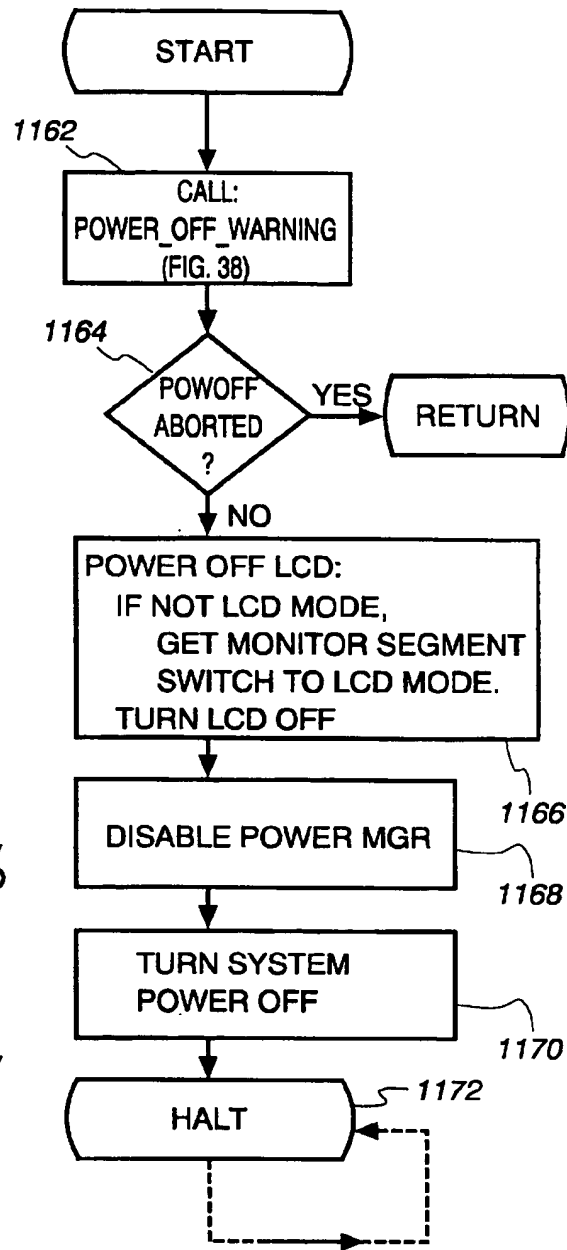 START
1162
CALL:
POWER_OFF_WARNING
(FIG. 38)
1164
POWOFF
ABORTED
?
YES
RETURN
NO
POWER OFF LCD:
IF NOT LCD MODE,
GET MONITOR SEGMENT
SWITCH TO LCD MODE.
TURN LCD OFF
1166
DISABLE POWER MGR
1168
TURN SYSTEM
POWER OFF
1170
HALT
1172